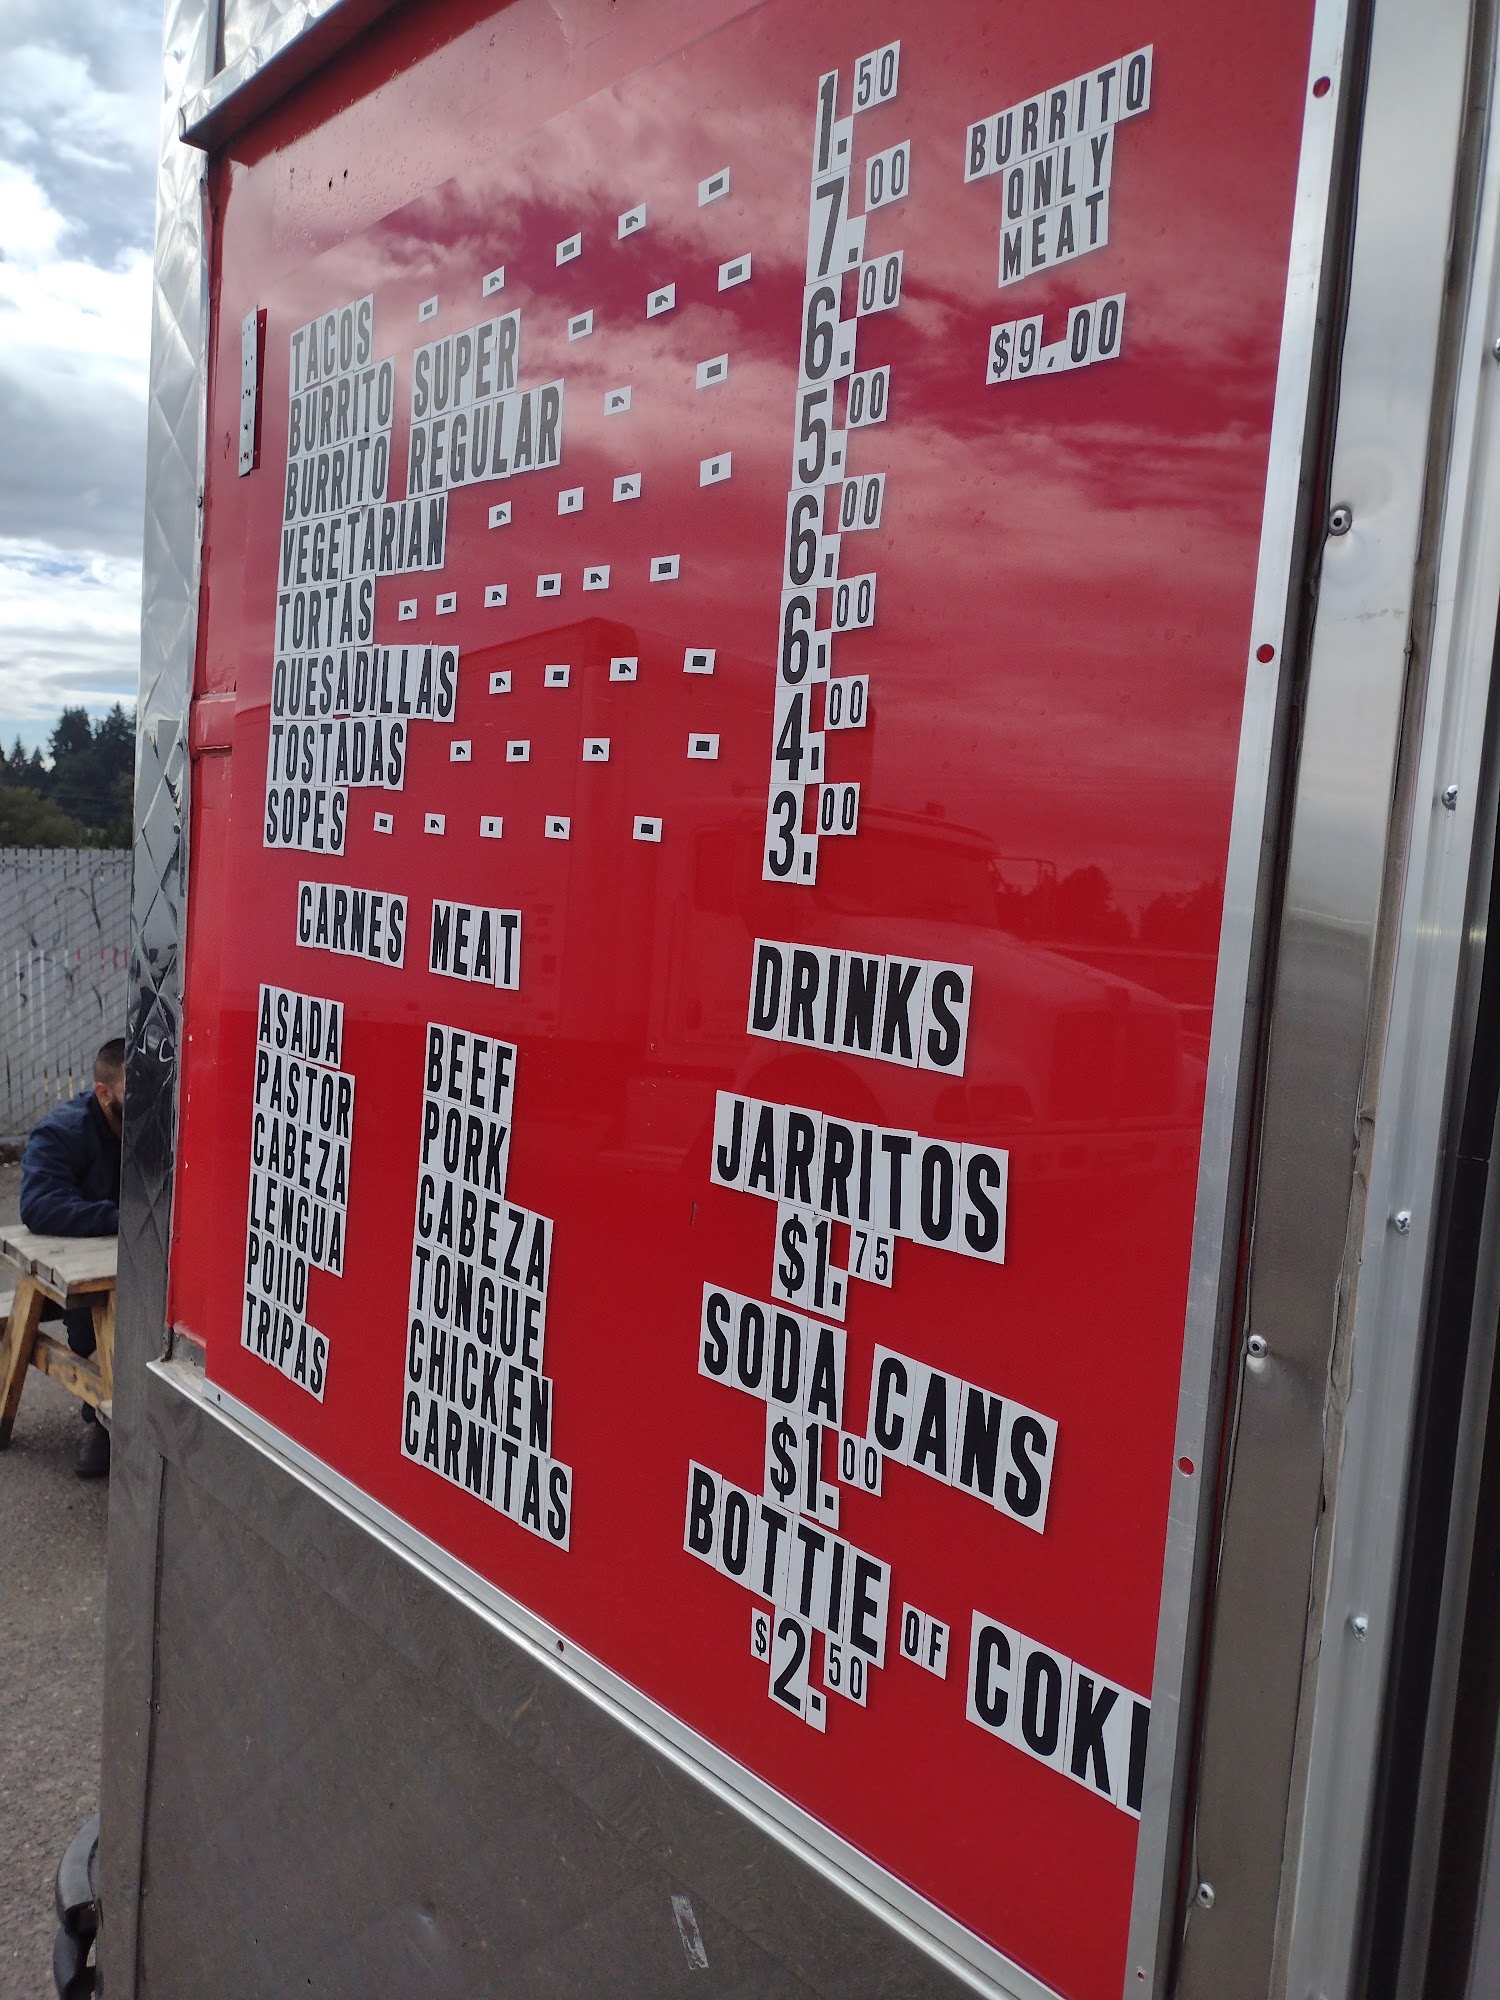 TACOS 1.50
BURRITO SUPER 7.00
BURRITO REGULAR 6.00
VEGETARIAN 5.00
TORTAS 6.00
QUESADILLAS 6.00
TOSTADAS 4.00
SOPES 3.00
BURRITO
ONLY
MEAT
$9.00
CARNES MEAT
ASADA BEEF
PASTOR PORK
CABEZA CABEZA
LENGUA TONGUE
POIIO CHICKEN
TRIPAS CARNITAS
DRINKS
JARRITOS
$1.75
SODA CANS
$1.00
BOTTIE OF COKE
$2.50